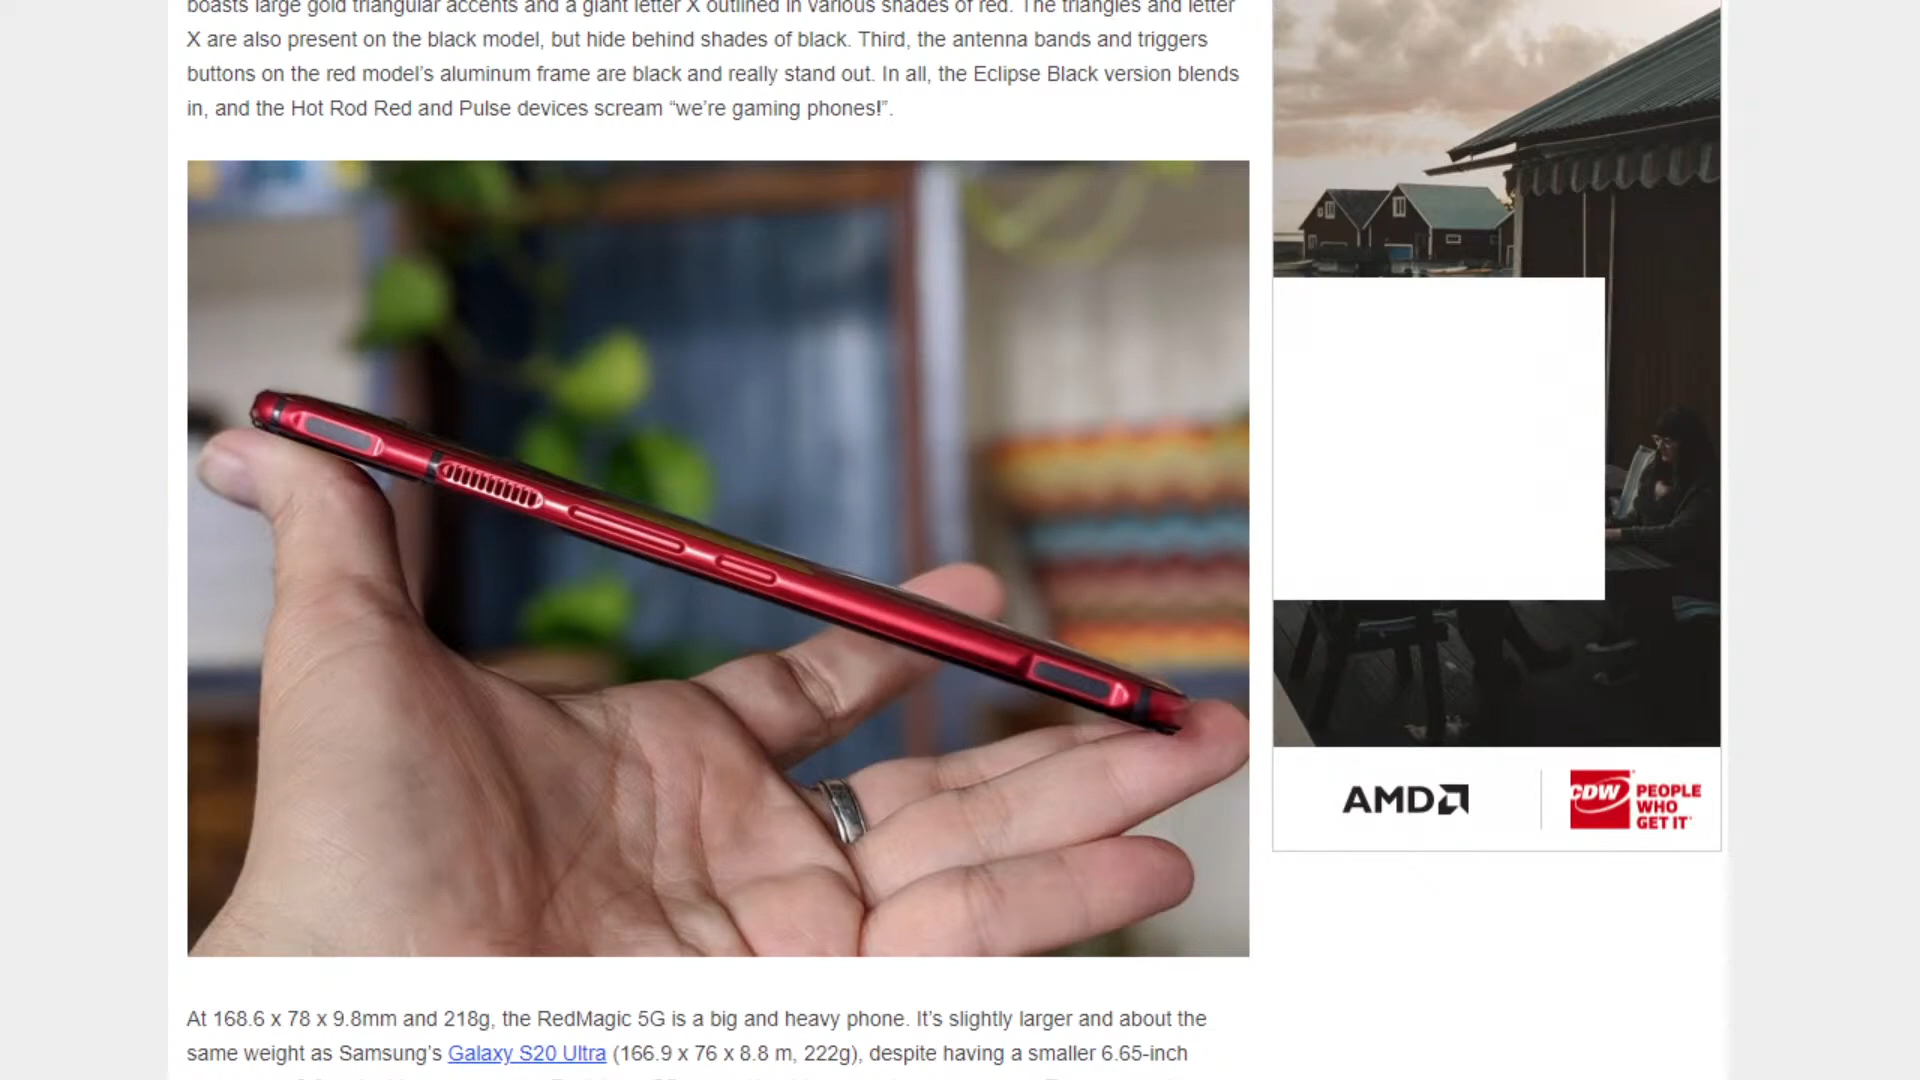 boasts large gold triangular accents and a giant letter X outlined in various shades of red. The triangles and letter
X are also present on the black model, but hide behind shades of black. Third, the antenna bands and triggers
buttons on the red model’s aluminum frame are black and really stand out. In all, the Eclipse Black version blends
in, and the Hot Rod Red and Pulse devices scream “we’re gaming phones!”.
AMD
CDW
PEOPLE
WHO
GET IT
At 168.6 x 78 x 9.8mm and 218g, the RedMagic 5G is a big and heavy phone. It’s slightly larger and about the
same weight as Samsung’s Galaxy S20 Ultra (166.9 x 76 x 8.8 m, 222g), despite having a smaller 6.65-inch